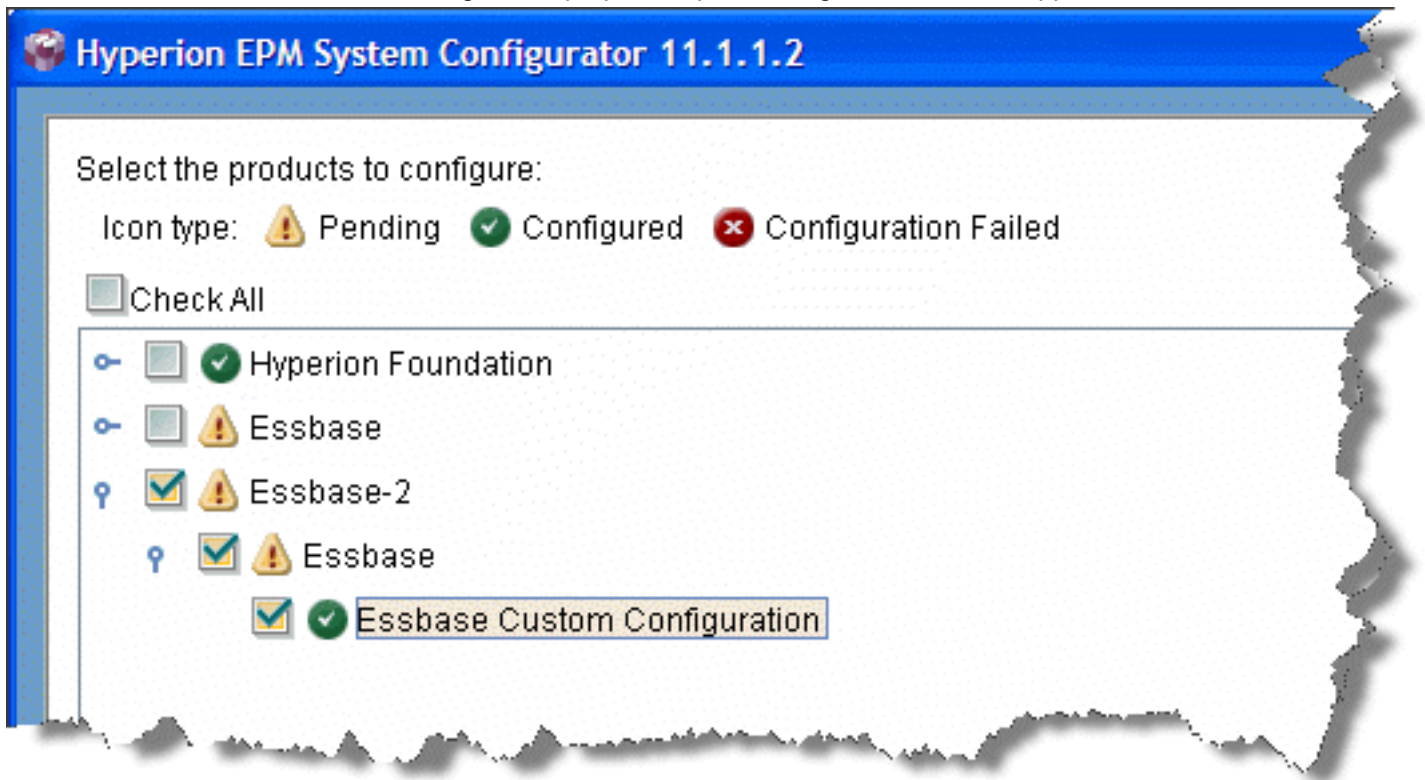 Hyperion EPM System Configurator 11.1.1.2
Select the products to configure:
Icon type: Pending Configured Configuration Failed
Check All
Hyperion Foundation
Essbase
Essbase-2
Essbase
Essbase Custom Configuration